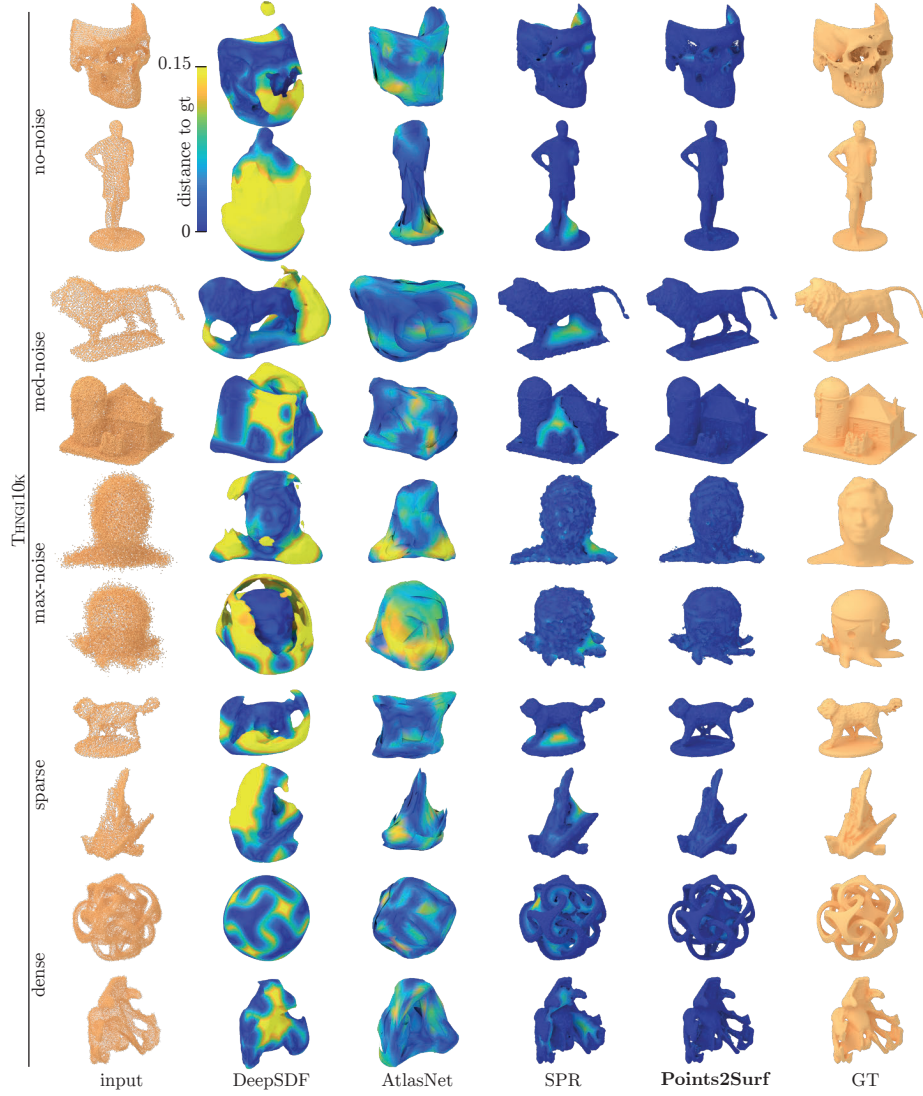 0.15
distance to gt
0
THINGI10K
no-noise
med-noise
max-noise
sparse
dense
input
DeepSDF
AtlasNet
SPR
Points2Surf
GT